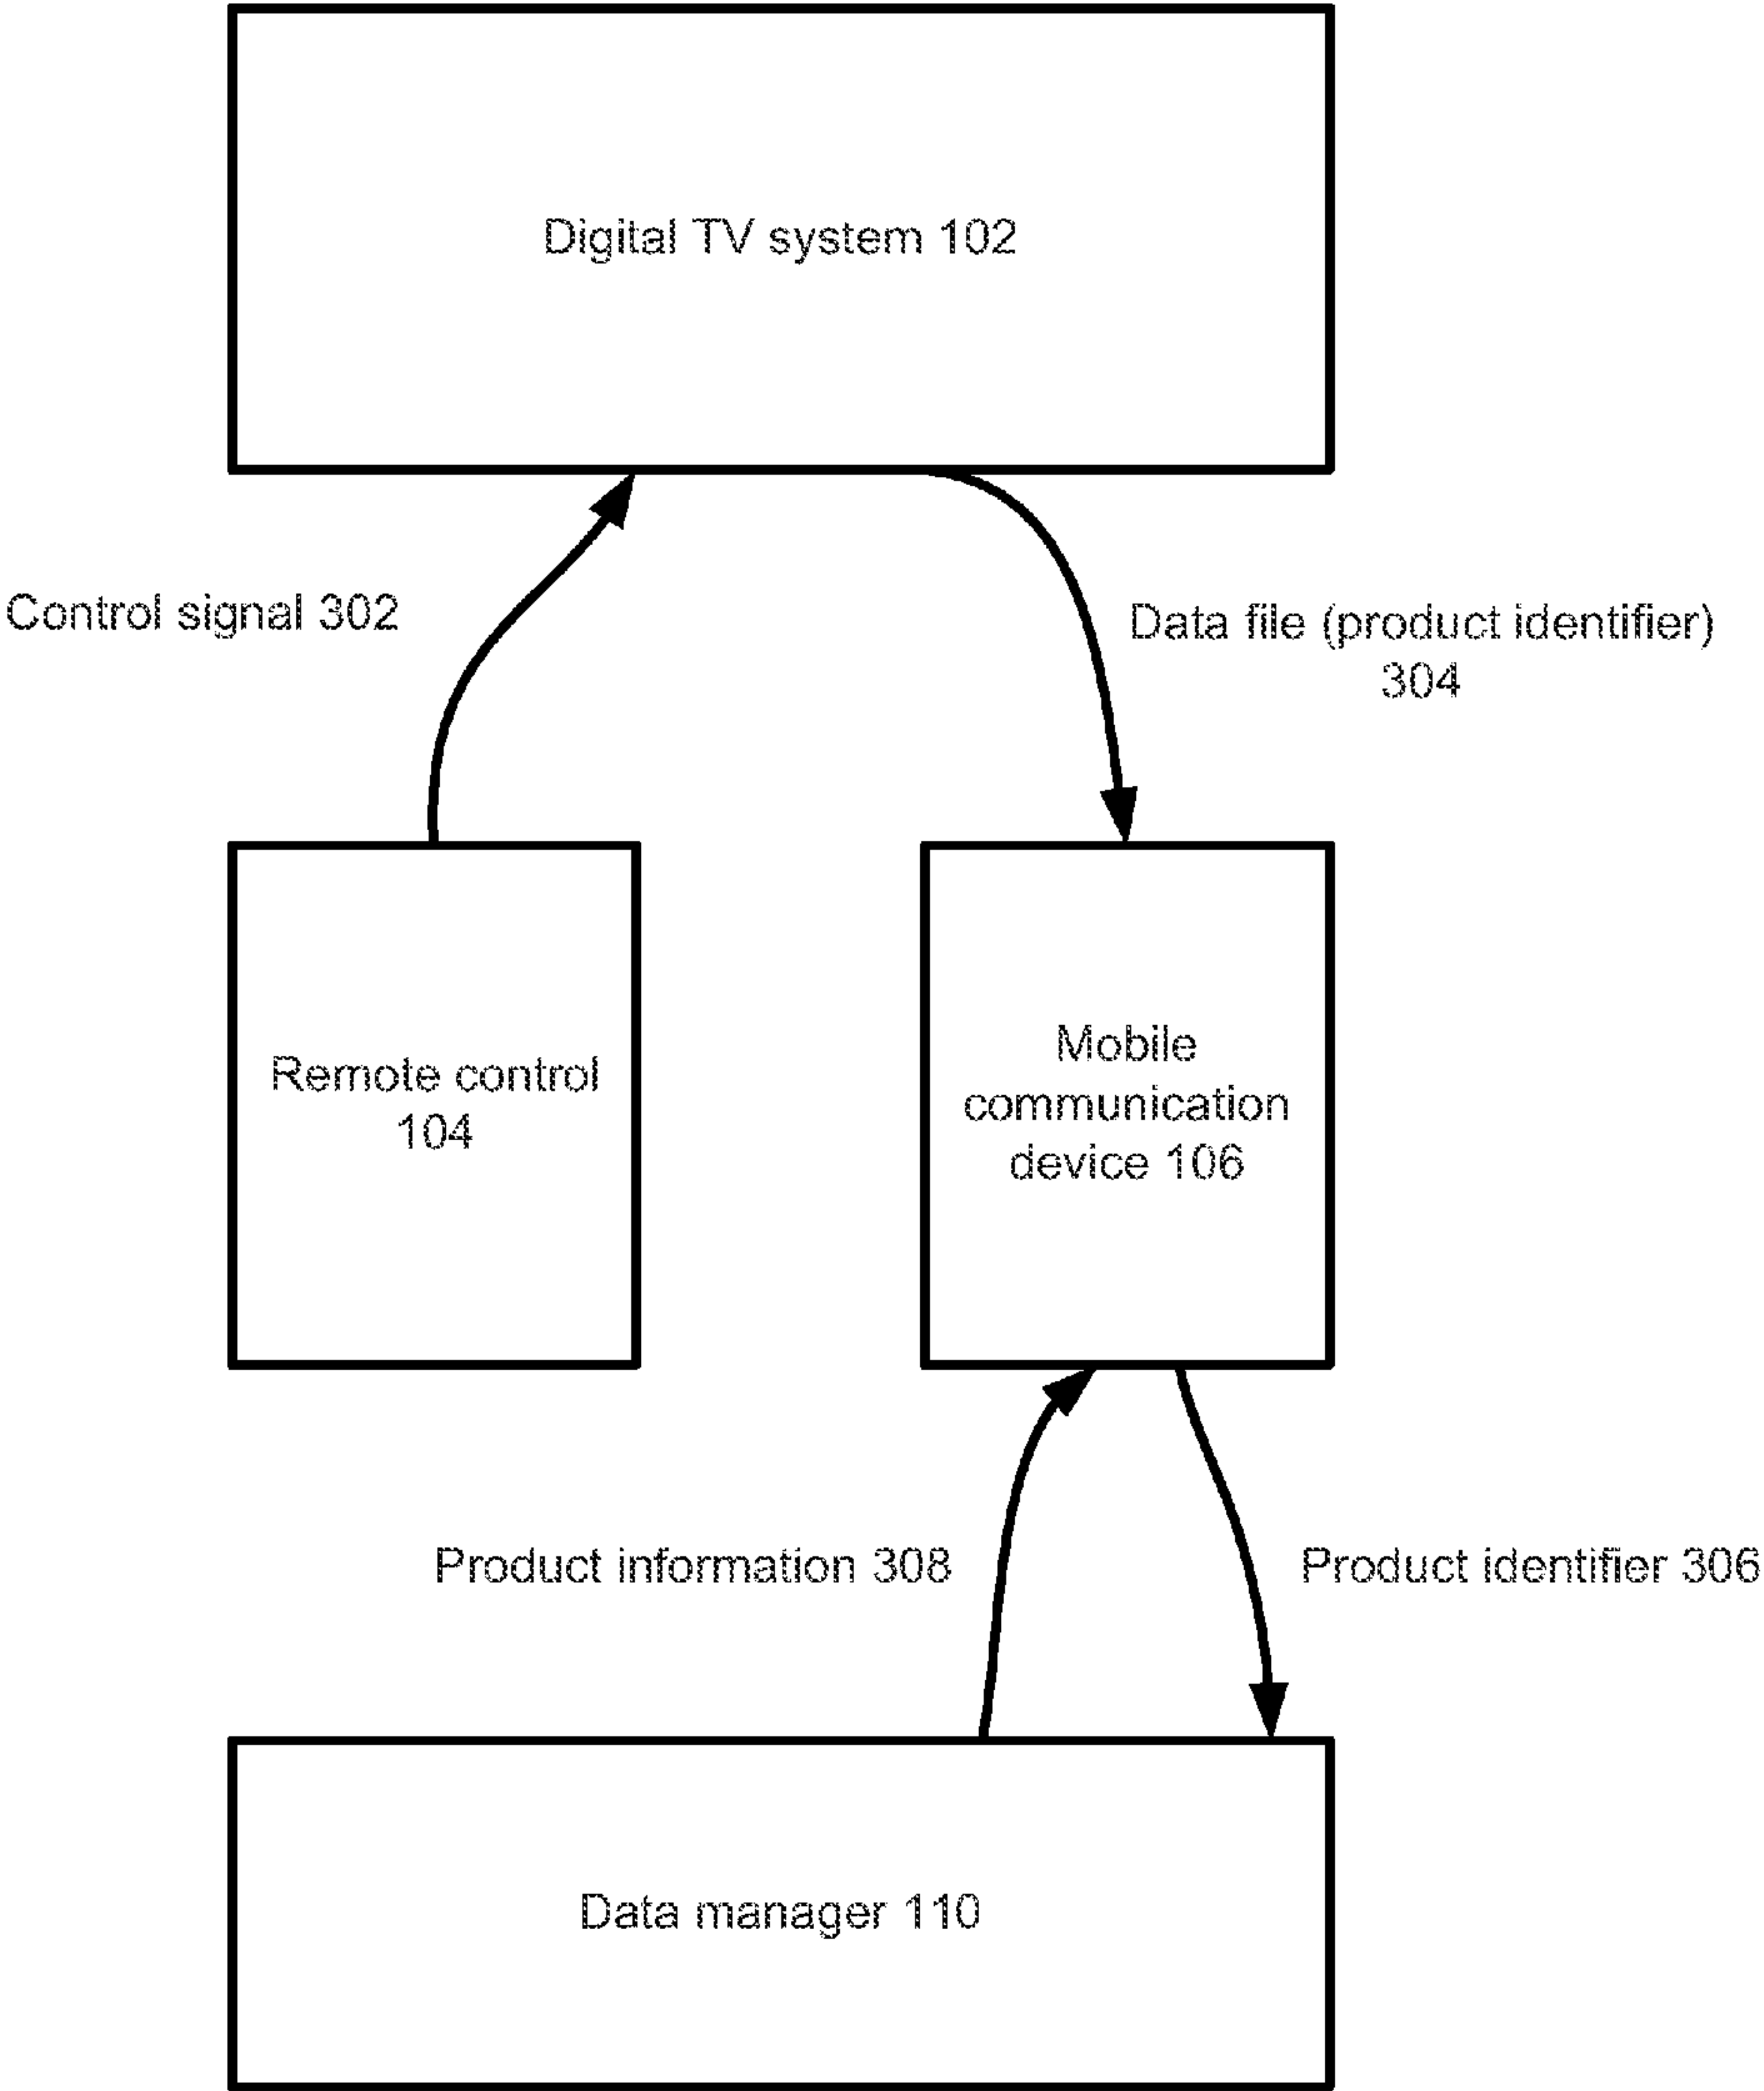 Digital TV system 102
Control signal 302
Data file (product identifier)
304
Remote control
104
Mobile
communication
device 106
Product information 308
Product identifier 306
Data manager 110